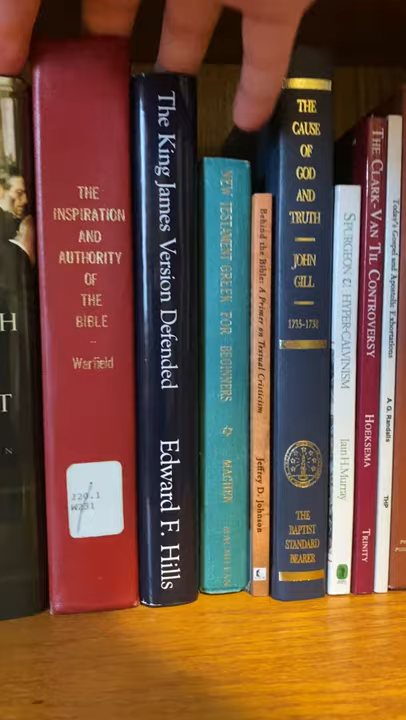 H
T
N
THE
INSPIRATION
AND
AUTHORITY
OF
THE
BIBLE
Warfield
220.1
W231
The King James Version Defended Edward F. Hills
NEW TESTAMENT GREEK FOR BEGINNERS MACHEN MACMILLAN
Behind the Bible: A Primer on Textual Criticism Jeffrey D. Johnson
THE
CAUSE
OF
GOD
AND
TRUTH
JOHN
GILL
1735-1738
THE
BAPTIST
STANDARD
BEARER
SPURGEON v. HYPER-CALVINISM Iain H. Murray
THE CLARK-VAN TIL CONTROVERSY HOEKSEMA TRINITY
Today's Gospel and Apostolic Exhortations A. G. Randalls THP